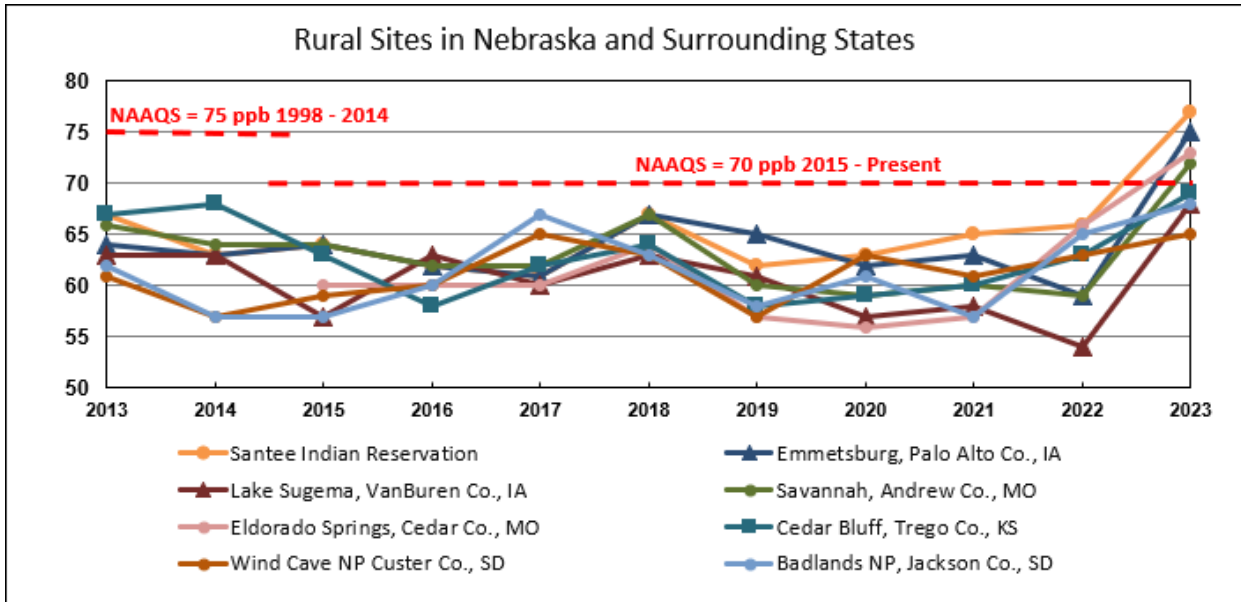 Rural Sites in Nebraska and Surrounding States
80
NAAQS = 75 ppb 1998 - 2014
75
NAAQS = 70 ppb 2015 - Present
70
65
60
55
50
2013 2014 2015 2016 2017 2018 2019 2020 2021 2022 2023
Santee Indian Reservation
Emmetsburg, Palo Alto Co., IA
Lake Sugema, VanBuren Co., IA
Savannah, Andrew Co., MO
Eldorado Springs, Cedar Co., MO
Cedar Bluff, Trego Co., KS
Wind Cave NP Custer Co., SD
Badlands NP, Jackson Co., SD